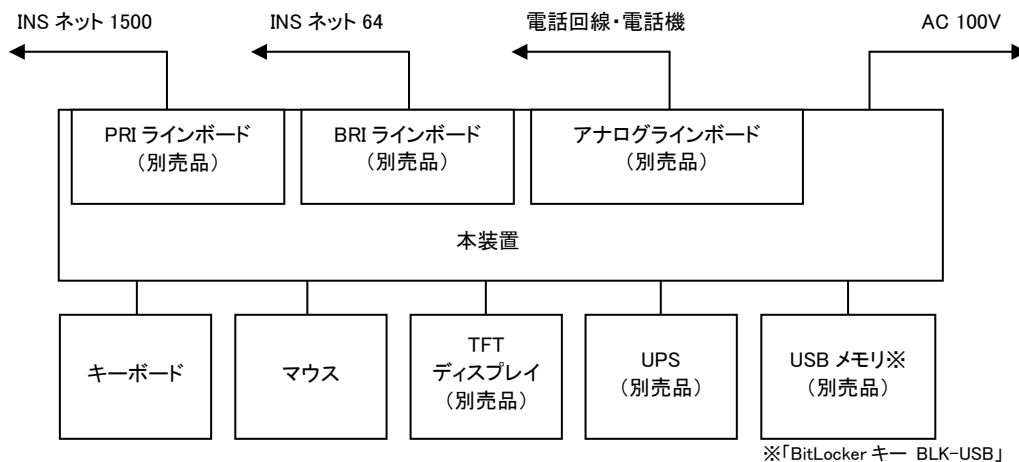 INS ネット 1500
INS ネット 64
電話回線・電話機
AC 100V
PRI ラインボード
（別売品）
BRI ラインボード
（別売品）
アナログラインボード
（別売品）
本装置
キーボード
マウス
TFT
ディスプレイ
（別売品）
UPS
（別売品）
USB メモリ※
（別売品）
※「BitLocker キー BLK-USB」